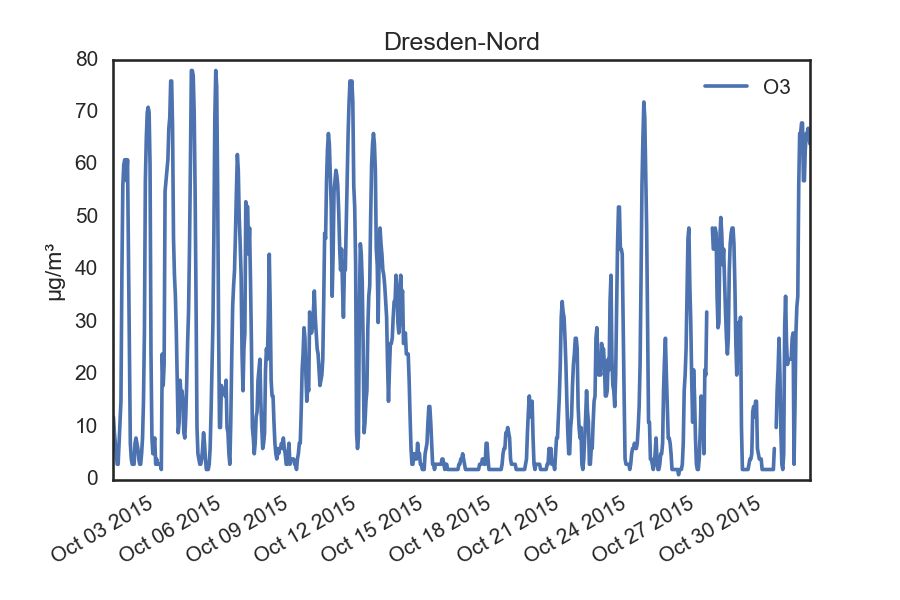 Dresden-Nord
O3
µg/m³
80
70
60
50
40
30
20
10
0
Oct 03 2015
Oct 06 2015
Oct 09 2015
Oct 12 2015
Oct 15 2015
Oct 18 2015
Oct 21 2015
Oct 24 2015
Oct 27 2015
Oct 30 2015